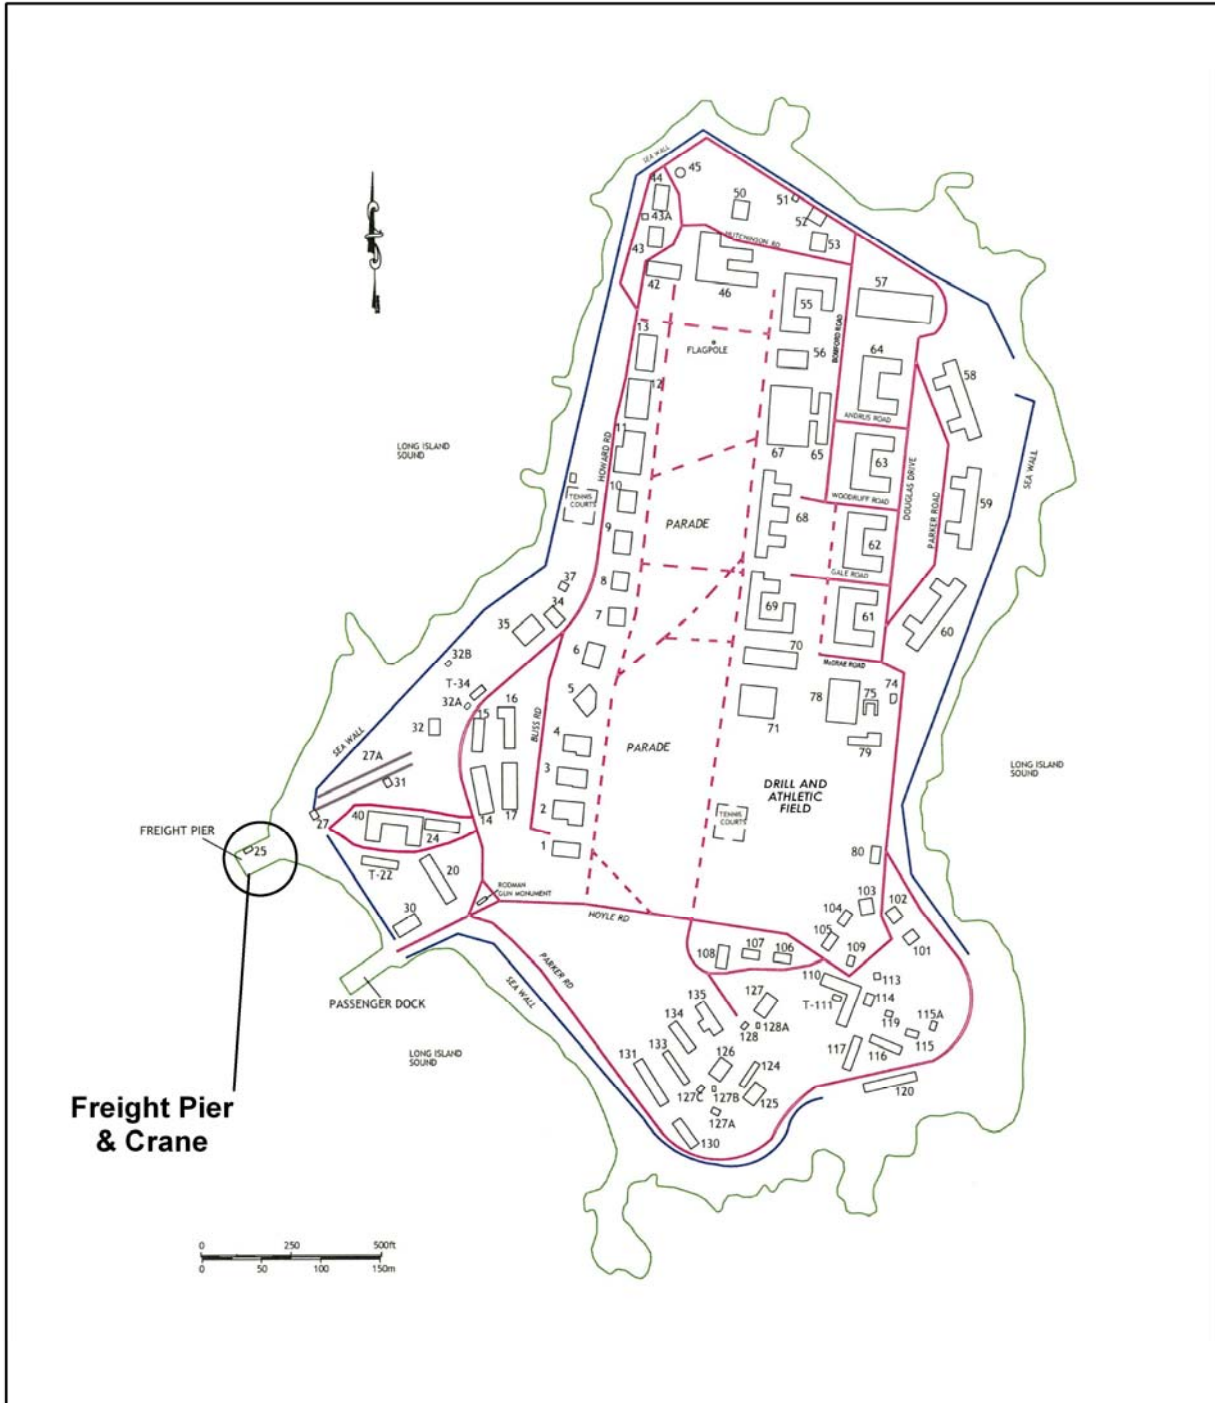 SEA WALL
45
44
50
51
43A
52
43
HUTCHINSON RD
53
42
46
57
55
13
BOMFORD ROAD
FLAGPOLE
56
64
58
12
ANDRUS ROAD
11
67
65
LONG ISLAND
SOUND
HOWARD RD
63
DOUGLAS DRIVE
SEA WALL
10
TENNIS
COURTS
WOODRUFF ROAD
59
PARADE
68
PARKER ROAD
9
62
37
8
GALE ROAD
34
69
35
7
61
60
6
70
32B
McGRAE ROAD
T-34
5
74
32A
16
78
75
15
BLISS RD
71
32
4
SEA WALL
PARADE
79
27A
3
LONG ISLAND
SOUND
31
DRILL AND
ATHLETIC
FIELD
2
27
40
14
17
TENNIS
COURTS
FREIGHT PIER
24
25
1
80
T-22
20
RODMAN
GUN MONUMENT
103
102
30
HOYLE RD
104
105
101
108
107
106
109
PARKER RD
110
113
PASSENGER DOCK
SEA WALL
135
127
T-111
114
134
119
115A
128
128A
115
LONG ISLAND
SOUND
131
133
126
124
117
116
127C
127B
125
120
Freight Pier
& Crane
127A
130
0 250 500ft
0 50 100 150m